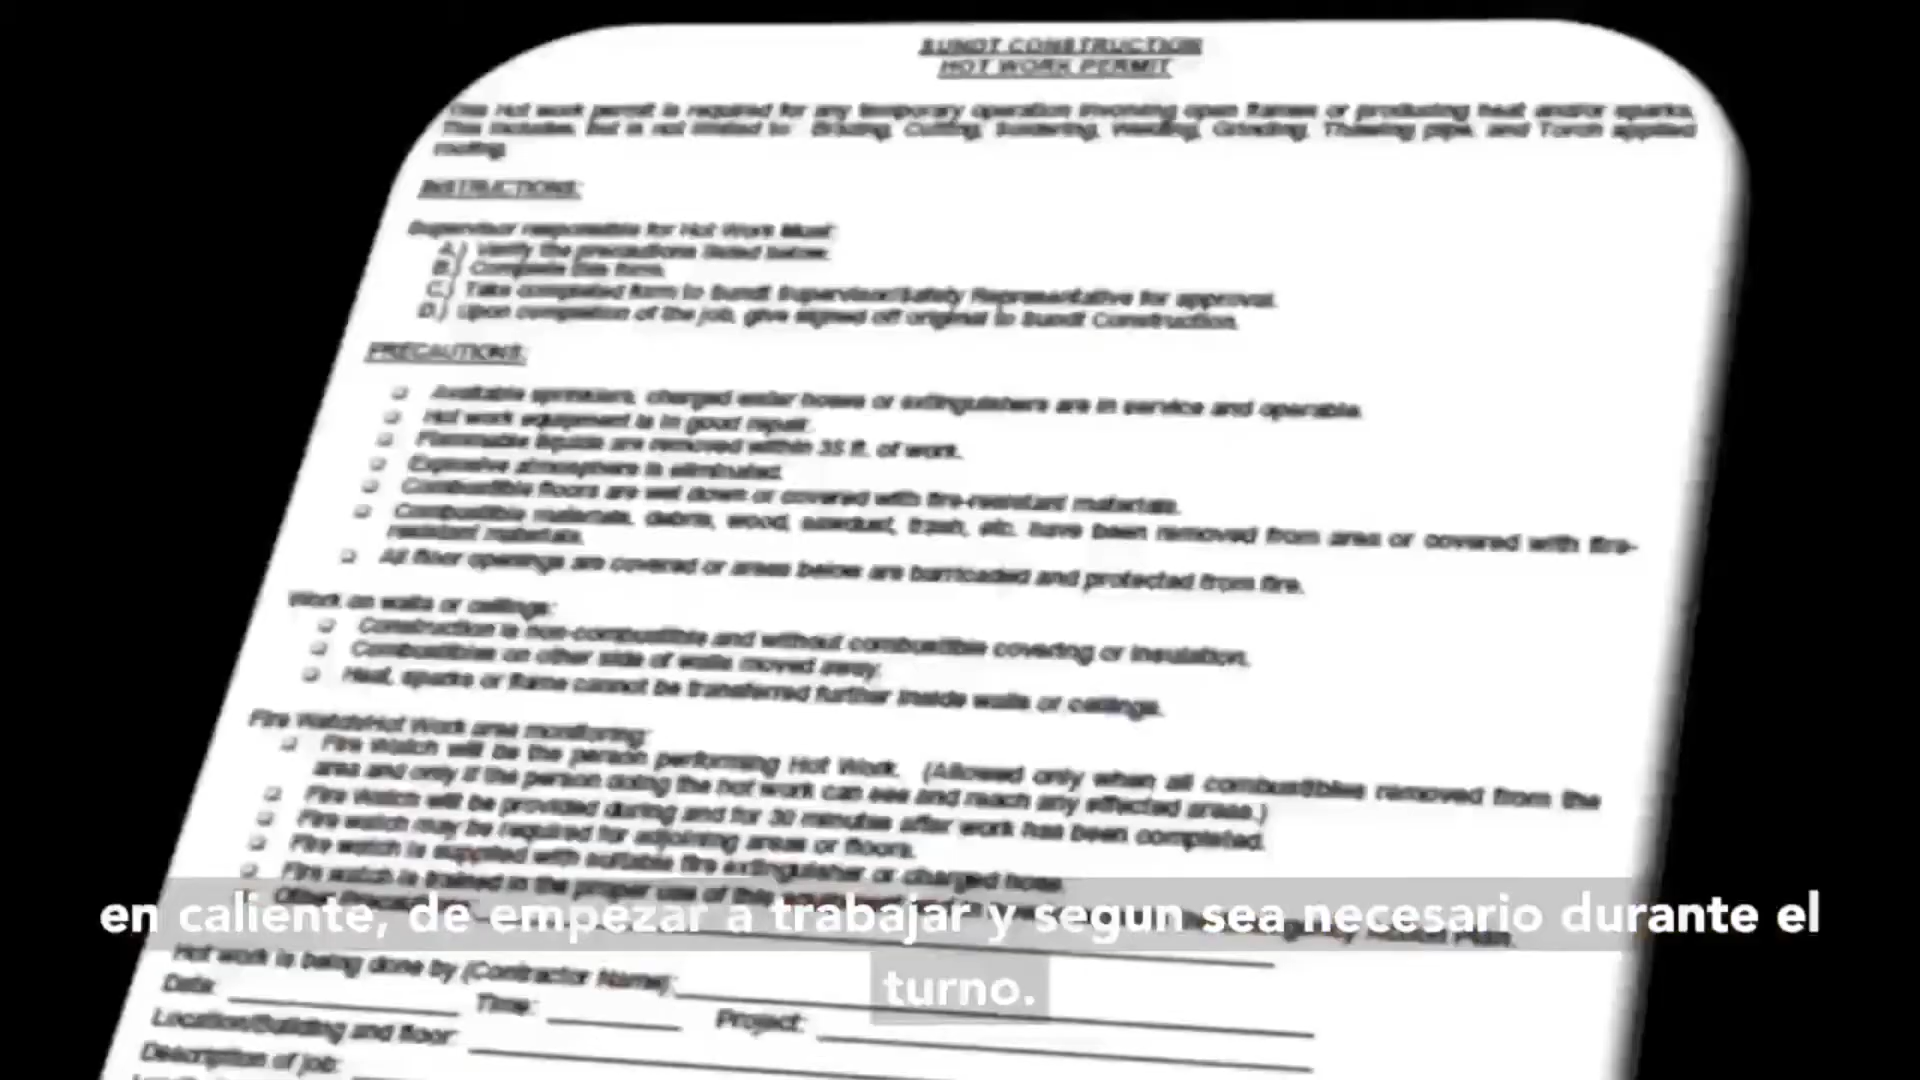 SUNDT CONSTRUCTION
HOT WORK PERMIT
This Hot work permit is required for any temporary operation involving open flames or producing heat and/or sparks.
This includes, but is not limited to Brazing, Cutting, Soldering, Welding, Grinding, Thawing pipe, and Torch applied
roofing.
INSTRUCTIONS:
Supervisor responsible for Hot Work Must:
A.) Verify the precautions listed below.
B.) Complete this form.
C.) Take completed form to Sundt Supervisor/Safety Representative for approval.
D.) Upon completion of the job, give signed off original to Sundt Construction.
PRECAUTIONS:
Available sprinklers, charged water hoses or extinguishers are in service and operable.
Hot work equipment is in good repair.
Flammable liquids are removed within 35 ft. of work.
Explosive atmosphere is eliminated.
Combustible floors are wet down or covered with fire-resistant materials.
Combustible materials, debris, wood, sawdust, trash, etc. have been removed from area or covered with fire-
resistant materials.
All floor openings are covered or areas below are barricaded and protected from fire.
Work on walls or ceilings:
Construction is non-combustible and without combustible covering or insulation.
Combustibles on other side of walls moved away.
Heat, sparks or flame cannot be transferred further inside walls or ceilings.
Fire Watch/Hot Work area monitoring:
Fire Watch will be the person performing Hot Work. (Allowed only when all combustibles removed from the
area and only if the person doing the hot work can see and reach any effected areas.)
Fire Watch will be provided during and for 30 minutes after work has been completed.
Fire watch may be required for adjoining areas or floors.
Fire watch is supplied with suitable fire extinguisher or charged hose.
Fire watch is trained in the proper use of this
en caliente, de empezar a trabajar y segun sea necesario durante el
turno.
Hot work is being done by (Contractor Name):
Date: Time: Project:
Location/Building and floor:
Description of job: